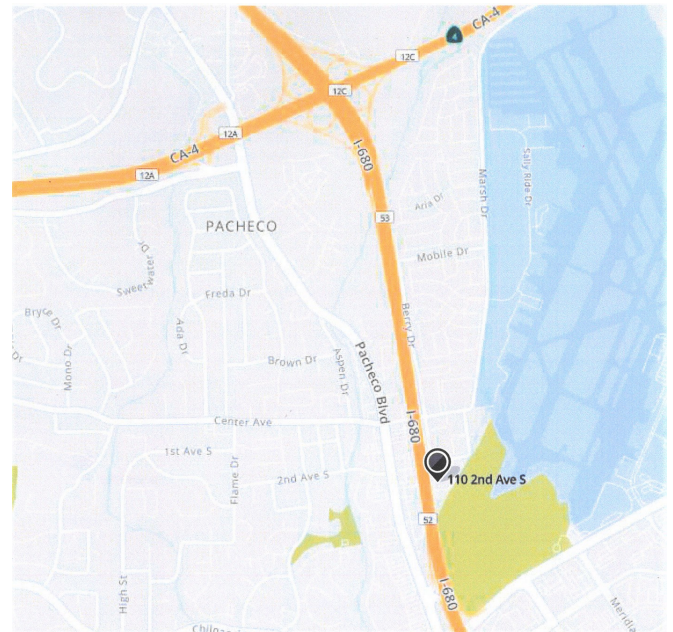 CA-4
4
12C
12C
12A
CA-4
12A
I-680
Marsh Dr
Sally Ride Dr
Aria Dr
53
PACHECO
Mobile Dr
Sweetwater Dr
Freda Dr
Bryce Dr
Dr
Ada Dr
Mono Dr
Berry Dr
Brown Dr
Aspen Dr
Pacheco Blvd
I-680
Center Ave
1st Ave S
Flame Dr
2nd Ave S
110 2nd Ave S
52
High St
I-680
Meridia